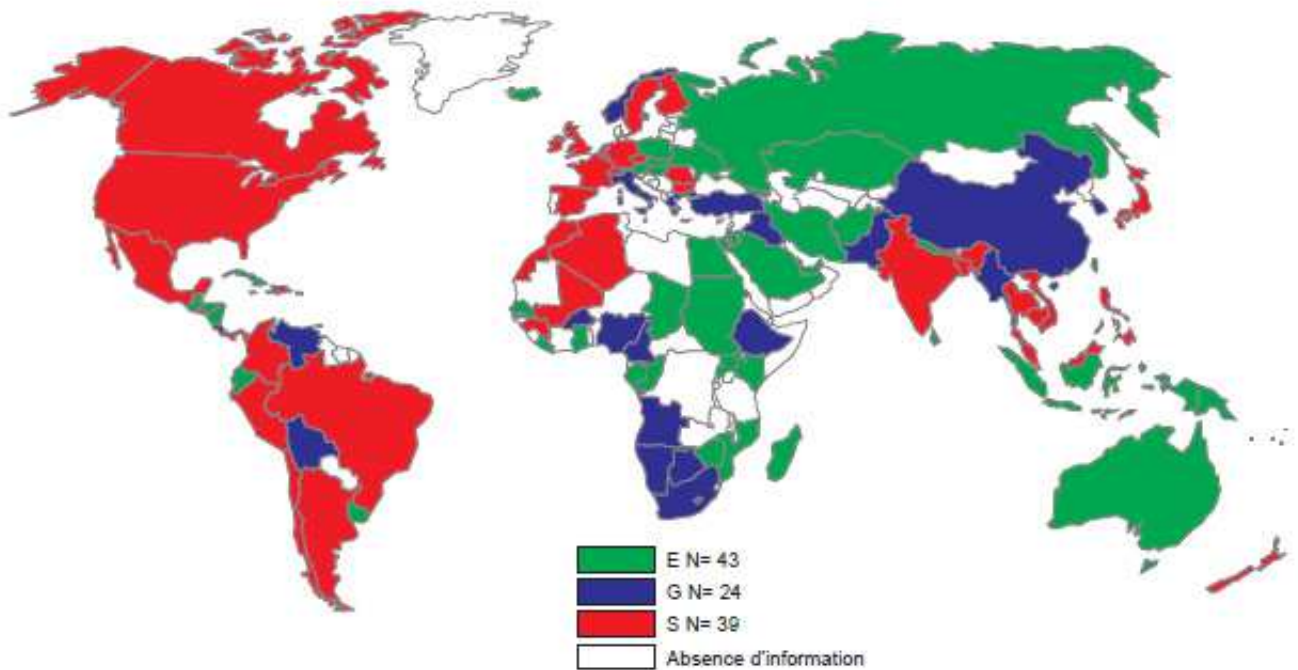 E N= 43
G N= 24
S N= 39
Absence d'information